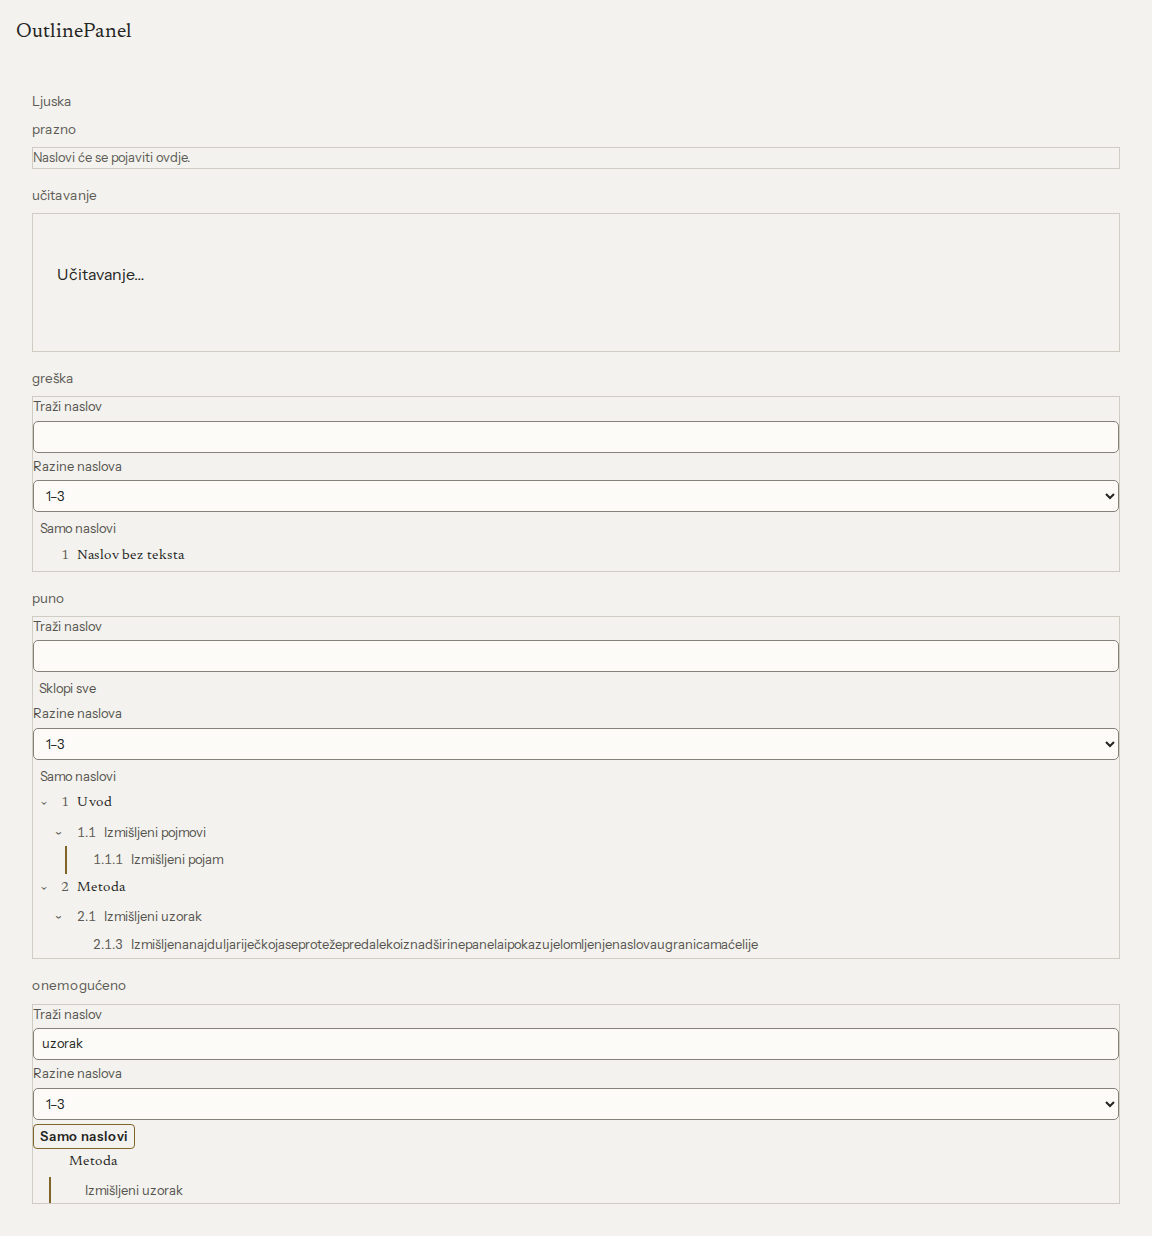 OutlinePanel
Ljuska
prazno
Naslovi će se pojaviti ovdje.
učitavanje
Učitavanje…
greška
Traži naslov
Razine naslova
1–3
Samo naslovi
1 Naslov bez teksta
puno
Traži naslov
Sklopi sve
Razine naslova
1–3
Samo naslovi
1 Uvod
1.1 Izmišljeni pojmovi
1.1.1 Izmišljeni pojam
2 Metoda
2.1 Izmišljeni uzorak
2.1.3 Izmišljenanajduljariječkojaseprotežepredalekoiznadširinepanelaipokazujelomljenjenaslovaugranicamaćelije
onemogućeno
Traži naslov
uzorak
Razine naslova
1–3
Samo naslovi
Metoda
Izmišljeni uzorak